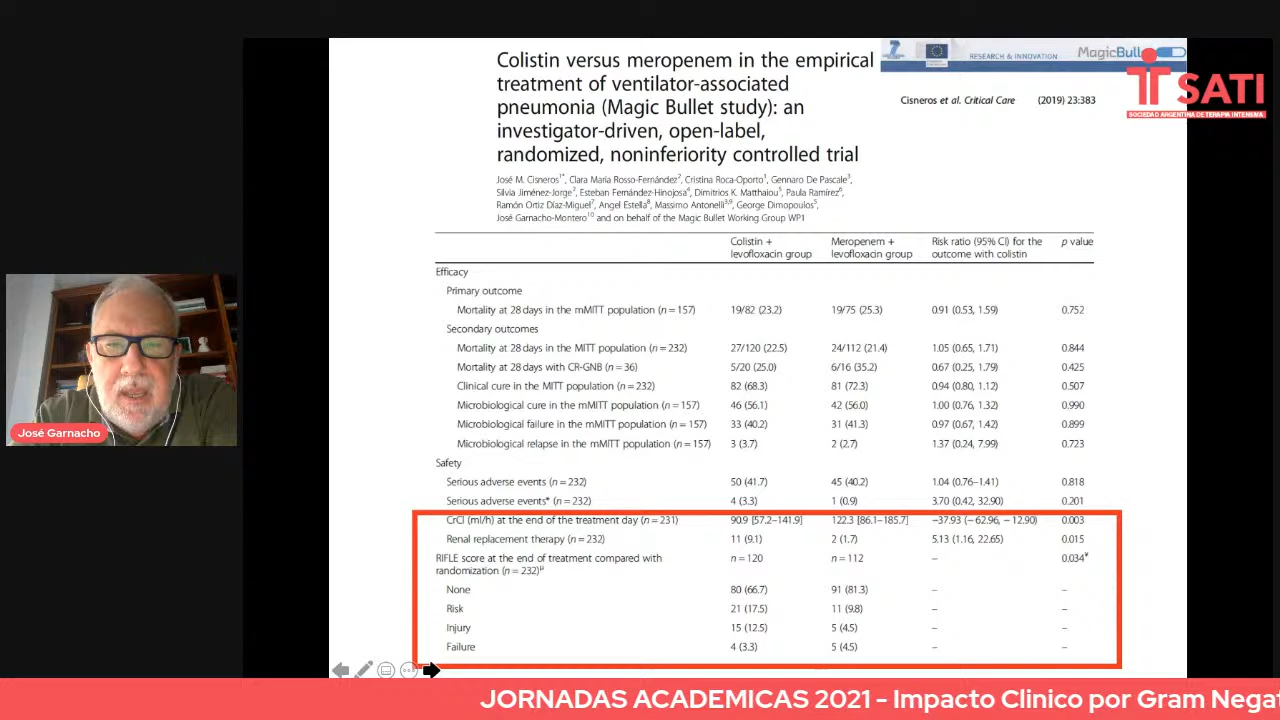 Colistin versus meropenem in the empirical
treatment of ventilator-associated
pneumonia (Magic Bullet study): an
investigator-driven, open-label,
randomized, noninferiority controlled trial
RESEARCH & INNOVATION
MagicBull
SATI
SOCIEDAD ARGENTINA DE TERAPIA INTENSIVA
Cisneros et al. Critical Care (2019) 23:383
José M. Cisneros1*, Clara María Rosso-Fernández2, Cristina Roca-Oporto1, Gennaro De Pascale3,
Silvia Jiménez-Jorge2, Esteban Fernández-Hinojosa4, Dimitrios K. Matthaiou5, Paula Ramírez6,
Ramón Ortiz Díaz-Miguel7, Angel Estella8, Massimo Antonelli3,9, George Dimopoulos5,
José Garnacho-Montero10 and on behalf of the Magic Bullet Working Group WP1
Colistin + levofloxacin group Meropenem + levofloxacin group Risk ratio (95% CI) for the outcome with colistin p value
Efficacy
Primary outcome
Mortality at 28 days in the mMITT population (n = 157) 19/82 (23.2) 19/75 (25.3) 0.91 (0.53, 1.59) 0.752
Secondary outcomes
Mortality at 28 days in the MITT population (n = 232) 27/120 (22.5) 24/112 (21.4) 1.05 (0.65, 1.71) 0.844
Mortality at 28 days with CR-GNB (n = 36) 5/20 (25.0) 6/16 (35.2) 0.67 (0.25, 1.79) 0.425
Clinical cure in the MITT population (n = 232) 82 (68.3) 81 (72.3) 0.94 (0.80, 1.12) 0.507
Microbiological cure in the mMITT population (n = 157) 46 (56.1) 42 (56.0) 1.00 (0.76, 1.32) 0.990
Microbiological failure in the mMITT population (n = 157) 33 (40.2) 31 (41.3) 0.97 (0.67, 1.42) 0.899
Microbiological relapse in the mMITT population (n = 157) 3 (3.7) 2 (2.7) 1.37 (0.24, 7.99) 0.723
Safety
Serious adverse events (n = 232) 50 (41.7) 45 (40.2) 1.04 (0.76–1.41) 0.818
Serious adverse events* (n = 232) 4 (3.3) 1 (0.9) 3.70 (0.42, 32.90) 0.201
CrCl (ml/h) at the end of the treatment day (n = 231) 90.9 [57.2–141.9] 122.3 [86.1–185.7] −37.93 (− 62.96, − 12.90) 0.003
Renal replacement therapy (n = 232) 11 (9.1) 2 (1.7) 5.13 (1.16, 22.65) 0.015
RIFLE score at the end of treatment compared with n = 120 n = 112 – 0.034¥
randomization (n = 232)µ
None 80 (66.7) 91 (81.3) – –
Risk 21 (17.5) 11 (9.8) – –
Injury 15 (12.5) 5 (4.5) – –
Failure 4 (3.3) 5 (4.5) – –
José Garnacho
JORNADAS ACADEMICAS 2021 - Impacto Clinico por Gram Negat